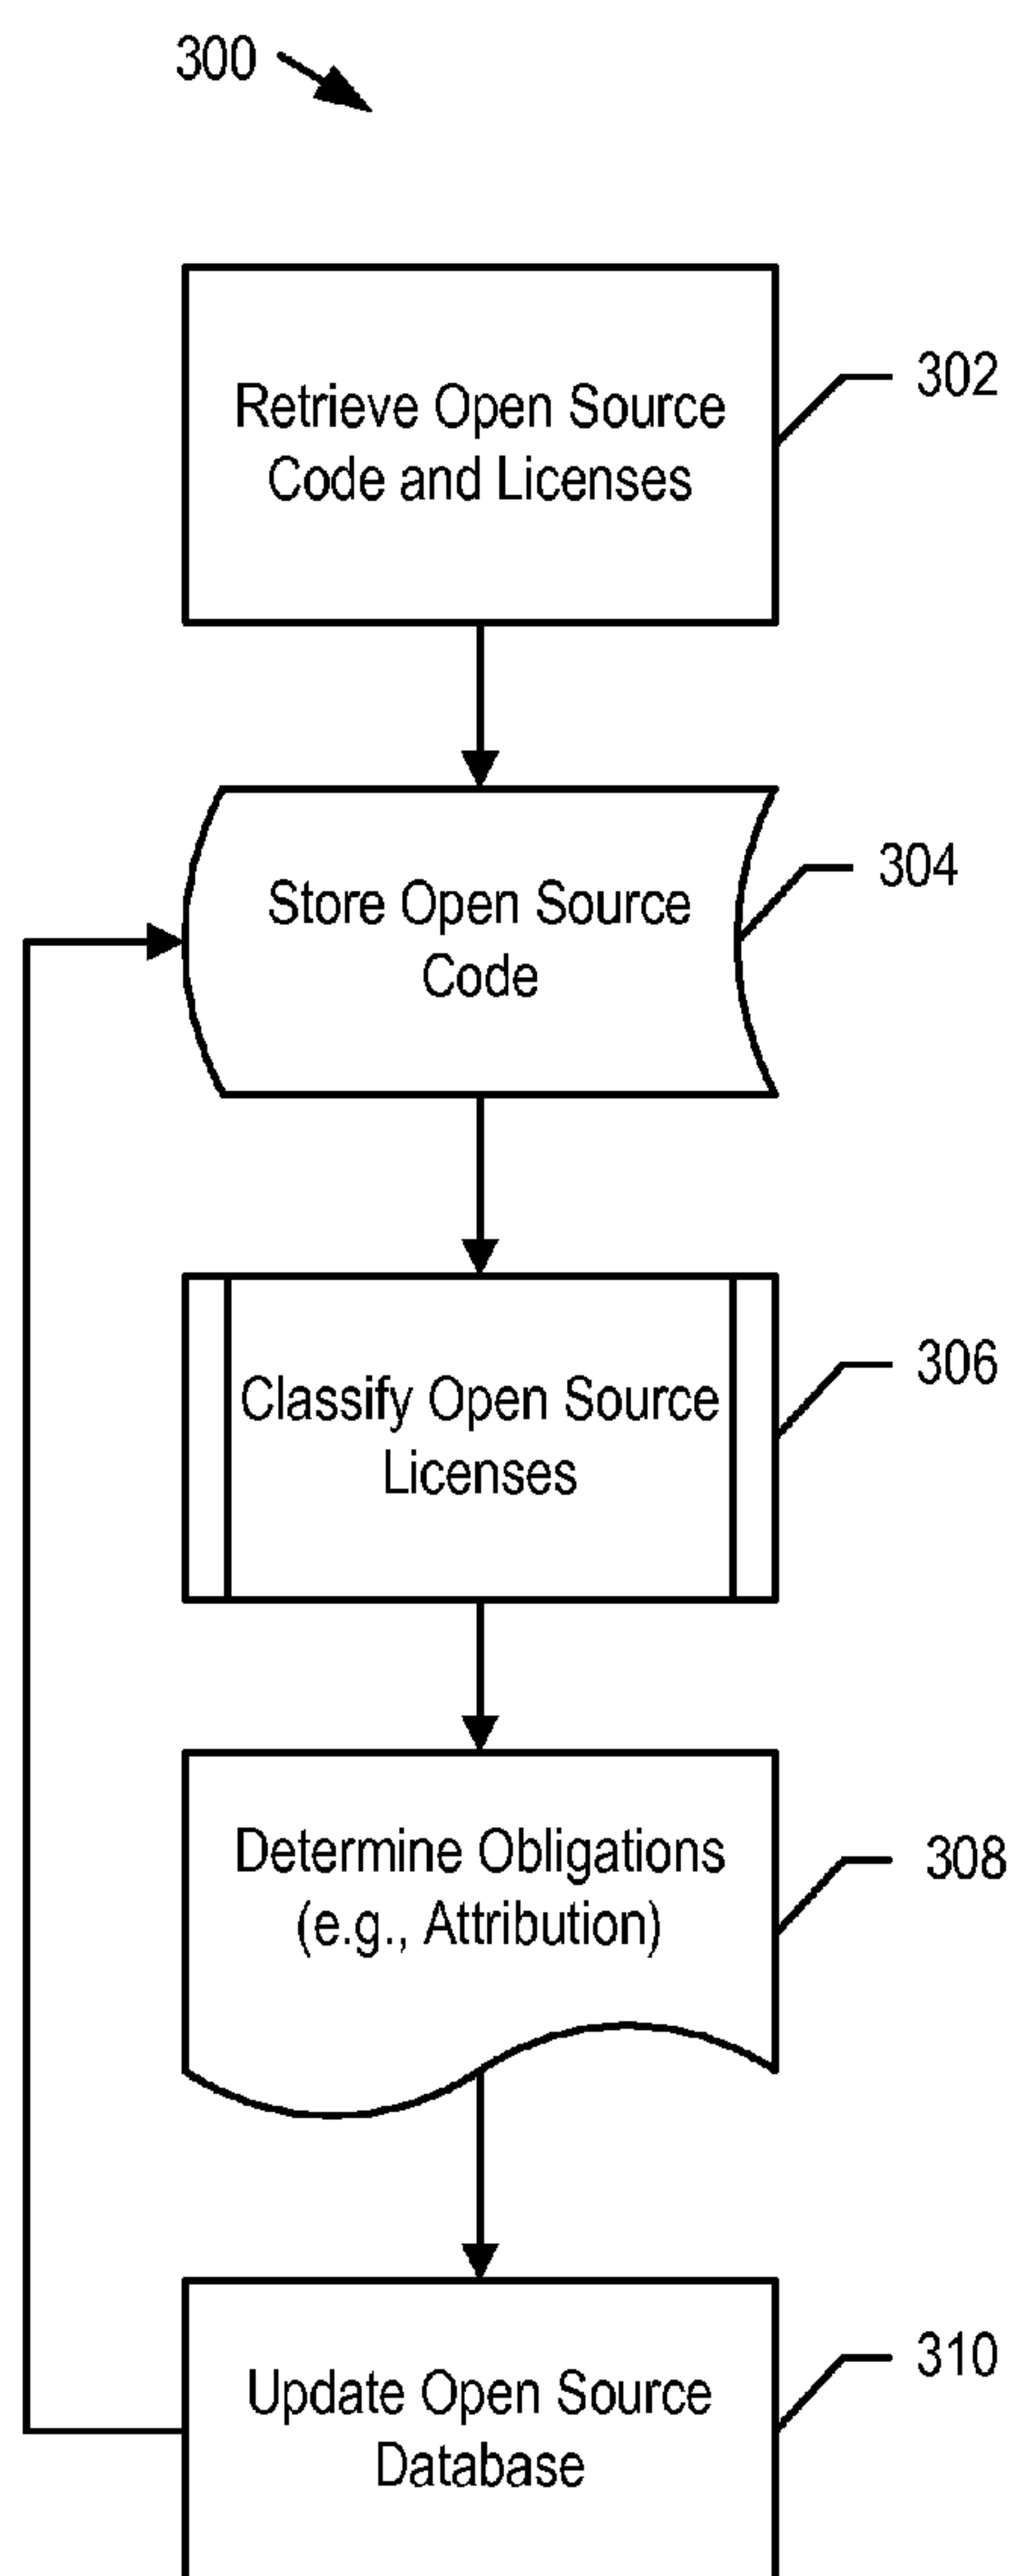 300
Retrieve Open Source
Code and Licenses
302
Store Open Source
Code
304
Classify Open Source
Licenses
306
Determine Obligations
(e.g., Attribution)
308
Update Open Source
Database
310